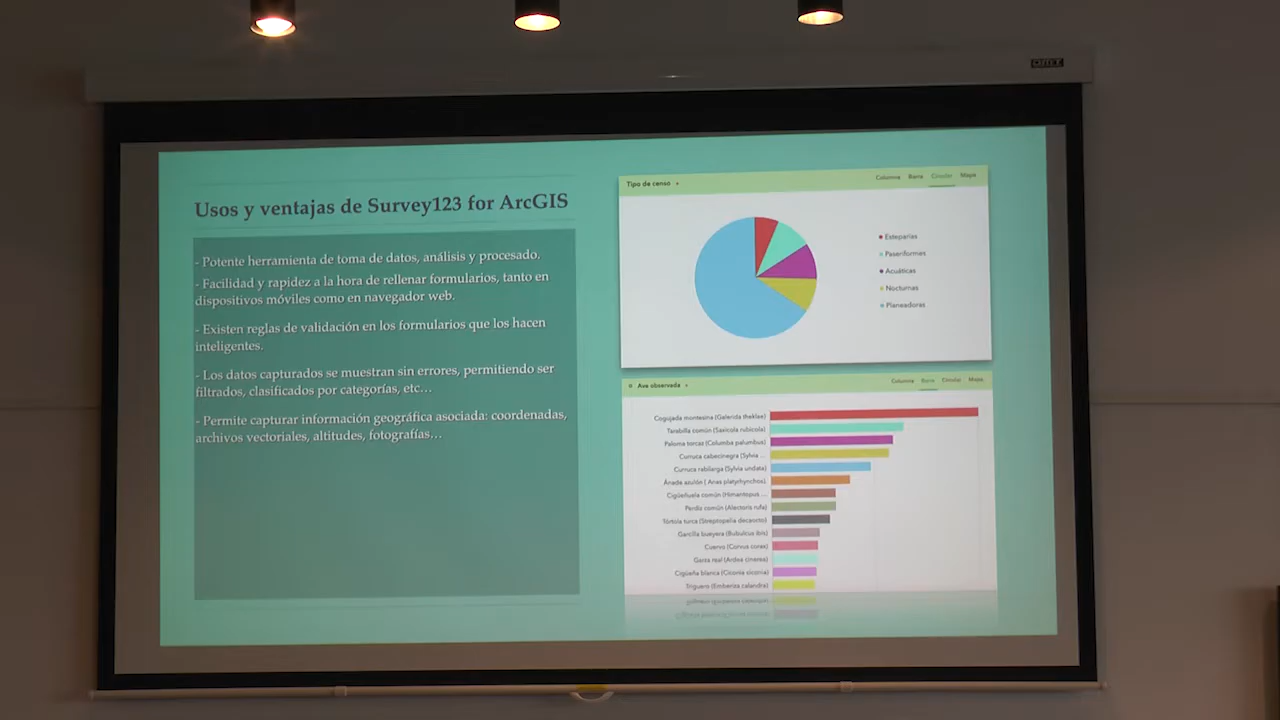 OMT
Usos y ventajas de Survey123 for ArcGIS
- Potente herramienta de toma de datos, análisis y procesado.
- Facilidad y rapidez a la hora de rellenar formularios, tanto en
dispositivos móviles como en navegador web.
- Existen reglas de validación en los formularios que los hacen
inteligentes.
- Los datos capturados se muestran sin errores, permitiendo ser
filtrados, clasificados por categorías, etc...
- Permite capturar información geográfica asociada: coordenadas,
archivos vectoriales, altitudes, fotografías...
Tipo de censo
Columna Barra Circular Mapa
Esteparias
Paseriformes
Acuáticas
Nocturnas
Planeadoras
Ave observada
Columna Barra Circular Mapa
Cogujada montesina (Galerida theklae)
Tarabilla común (Saxicola rubicola)
Paloma torcaz (Columba palumbus)
Curruca cabecinegra (Sylvia ...
Curruca rabilarga (Sylvia undata)
Ánade azulón ( Anas platyrhynchos)
Cigüeñuela común (Himantopus ...
Perdiz común (Alectoris rufa)
Tórtola turca (Streptopelia decaocto)
Garcilla bueyera (Bubulcus ibis)
Cuervo (Corvus corax)
Garza real (Ardea cinerea)
Cigüeña blanca (Ciconia ciconia)
Triguero (Emberiza calandra)